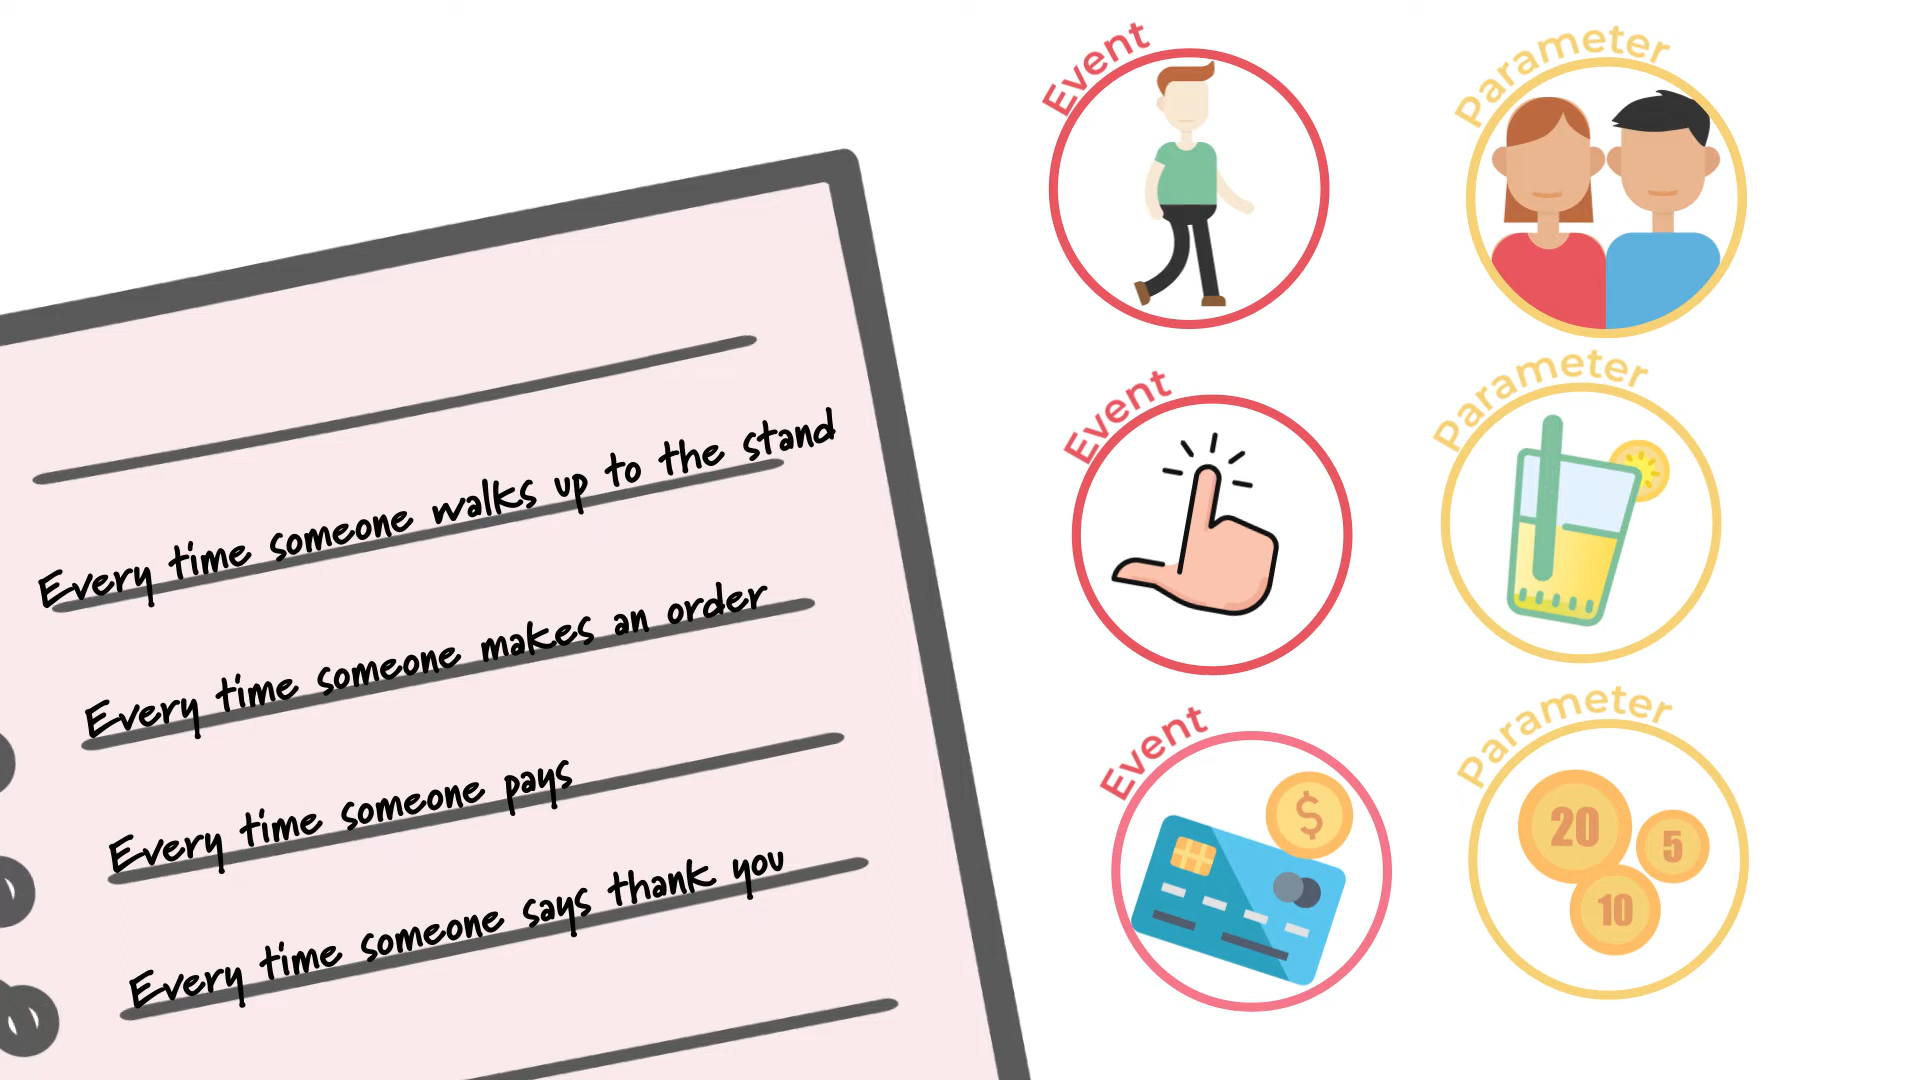 Every time someone walks up to the stand
Every time someone makes an order
Every time someone pays
Every time someone says thank you
Event
Parameter
Event
Parameter
Event
$
Parameter
20
5
10